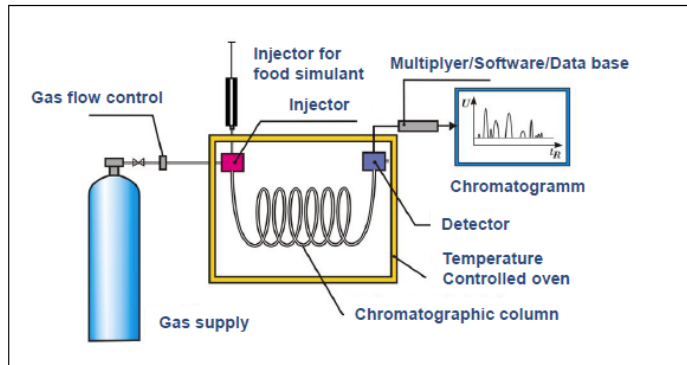 Injector for
food simulant
Multiplyer/Software/Data base
Gas flow control
Injector
U
tR
Chromatogramm
Detector
Temperature
Controlled oven
Chromatographic column
Gas supply